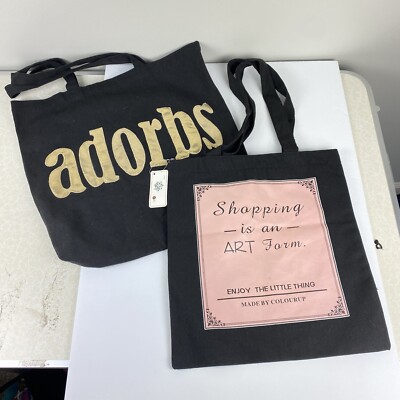 adorbs
Shopping
— is an —
ART Form.
ENJOY THE LITTLE THING
MADE BY COLOURUP